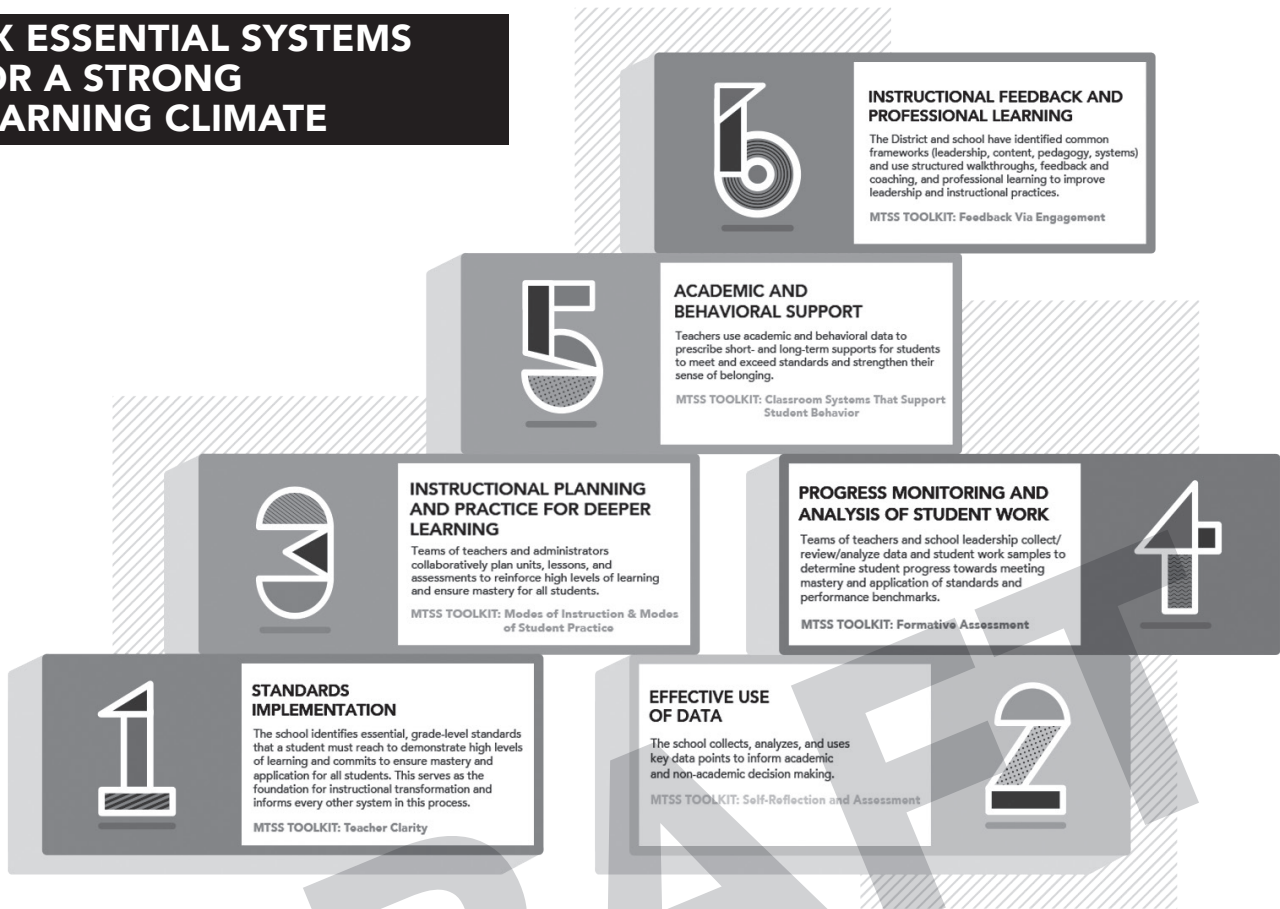 X ESSENTIAL SYSTEMS
OR A STRONG
ARNING CLIMATE
6
INSTRUCTIONAL FEEDBACK AND
PROFESSIONAL LEARNING
The District and school have identified common
frameworks (leadership, content, pedagogy, systems)
and use structured walkthroughs, feedback and
coaching, and professional learning to improve
leadership and instructional practices.
MTSS TOOLKIT: Feedback Via Engagement
5
ACADEMIC AND
BEHAVIORAL SUPPORT
Teachers use academic and behavioral data to
prescribe short- and long-term supports for students
to meet and exceed standards and strengthen their
sense of belonging.
MTSS TOOLKIT: Classroom Systems That Support
Student Behavior
3
INSTRUCTIONAL PLANNING
AND PRACTICE FOR DEEPER
LEARNING
Teams of teachers and administrators
collaboratively plan units, lessons, and
assessments to reinforce high levels of learning
and ensure mastery for all students.
MTSS TOOLKIT: Modes of Instruction & Modes
of Student Practice
PROGRESS MONITORING AND
ANALYSIS OF STUDENT WORK
Teams of teachers and school leadership collect/
review/analyze data and student work samples to
determine student progress towards meeting
mastery and application of standards and
performance benchmarks.
MTSS TOOLKIT: Formative Assessment
4
1
STANDARDS
IMPLEMENTATION
The school identifies essential, grade-level standards
that a student must reach to demonstrate high levels
of learning and commits to ensure mastery and
application for all students. This serves as the
foundation for instructional transformation and
informs every other system in this process.
MTSS TOOLKIT: Teacher Clarity
EFFECTIVE USE
OF DATA
The school collects, analyzes, and uses
key data points to inform academic
and non-academic decision making.
MTSS TOOLKIT: Self-Reflection and Assessment
2
RAFT